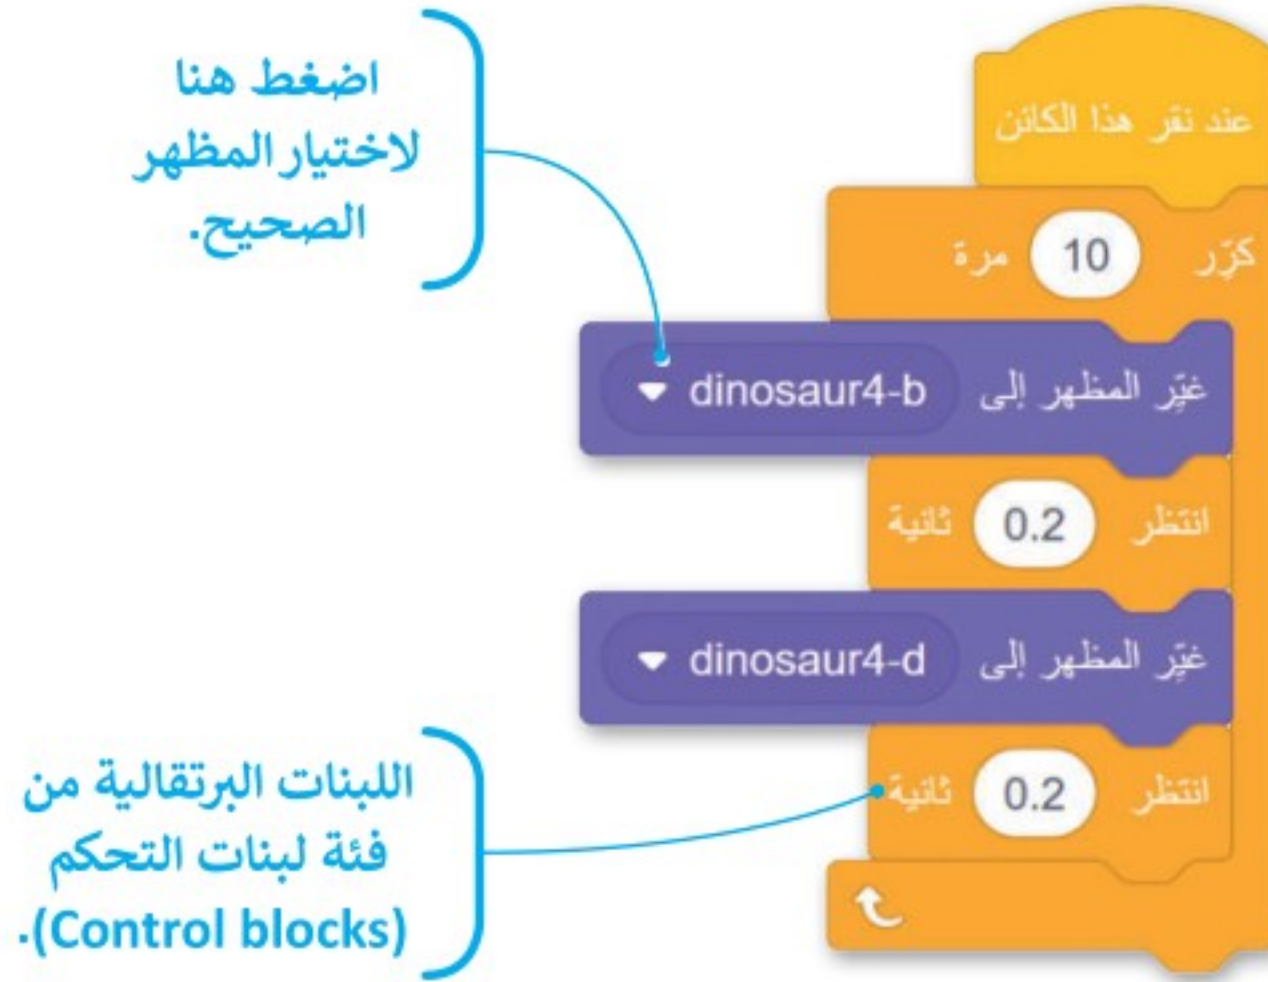 اضغط هنا
لاختيار المظهر
الصحيح.
عند نقر هذا الكائن
كرّر 10 مرة
غيّر المظهر إلى dinosaur4-b
انتظر 0.2 ثانية
غيّر المظهر إلى dinosaur4-d
انتظر 0.2 ثانية
اللبنات البرتقالية من
فئة لبنات التحكم
(Control blocks).